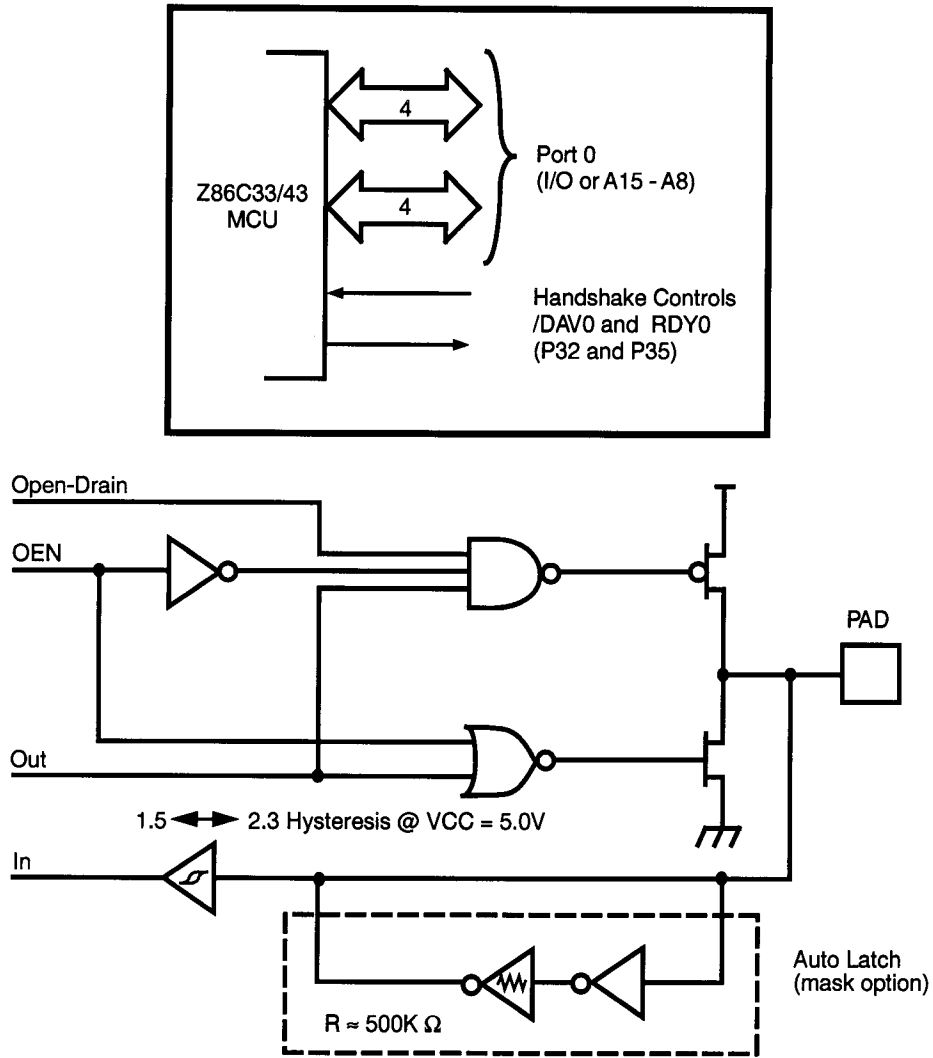 4
Port 0
(I/O or A15 - A8)
Z86C33/43
MCU
4
Handshake Controls
/DAV0 and RDY0
(P32 and P35)
Open-Drain
OEN
PAD
Out
1.5 2.3 Hysteresis @ VCC = 5.0V
In
Auto Latch
(mask option)
R ≈ 500K Ω